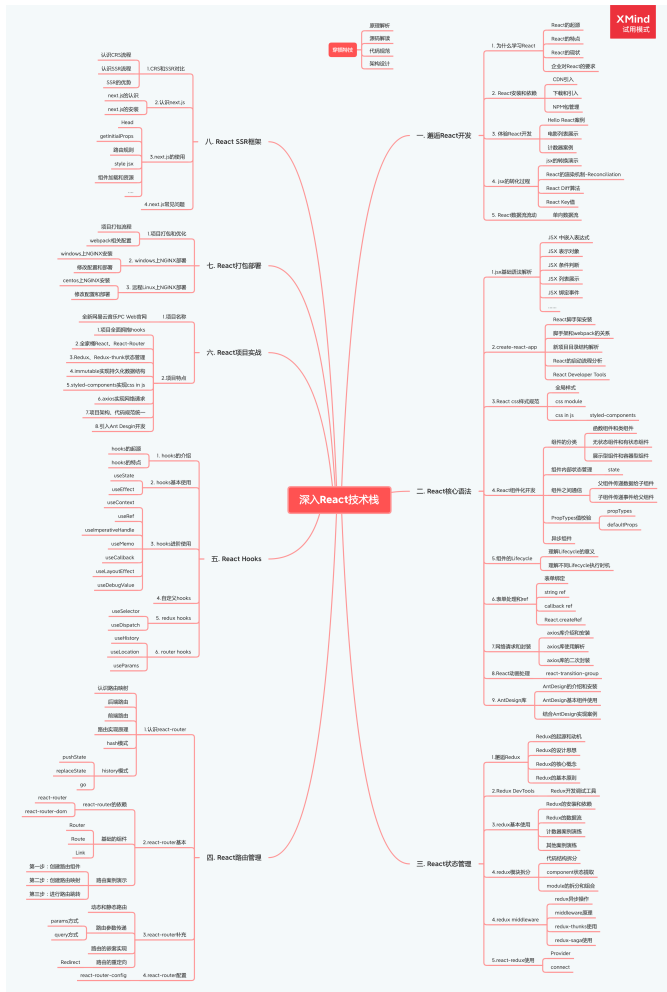 XMind
试用模式
掌握特技
原理解析
源码解读
代码规范
架构设计
深入React技术栈
一. 邂逅React开发
1. 为什么学习React
React的起源
React的特点
React的现状
企业对React的要求
2. React安装和依赖
CDN引入
下载和引入
NPM包管理
3. 体验React开发
Hello React案例
电影列表展示
计数器案例
4. jsx的转化过程
jsx的转换演示
React的渲染机制-Reconciliation
React Diff算法
React Key值
5. React数据流流动
单向数据流
二. React核心语法
1.jsx基础语法解析
JSX 中嵌入表达式
JSX 表示对象
JSX 条件判断
JSX 列表展示
JSX 绑定事件
......
2.create-react-app
React脚手架安装
脚手架和webpack的关系
新项目目录结构解析
React的启动流程分析
React Developer Tools
3.React css样式规范
全局样式
css module
css in js
styled-components
4.React组件化开发
组件的分类
函数组件和类组件
无状态组件和有状态组件
展示型组件和容器型组件
组件内部状态管理
state
组件之间通信
父组件传递数据给子组件
子组件传递事件给父组件
PropTypes值校验
propTypes
defaultProps
异步组件
5.组件的Lifecycle
理解Lifecycle的意义
理解不同Lifecycle执行时机
6.表单处理和ref
表单绑定
string ref
callback ref
React.createRef
7.网络请求和封装
axios库介绍和安装
axios库使用解析
axios库的二次封装
8.React动画处理
react-transition-group
9. AntDesign库
AntDesign的介绍和安装
AntDesign基本组件使用
结合AntDesign实现案例
三. React状态管理
1.邂逅Redux
Redux的起源和动机
Redux的设计思想
Redux的核心概念
Redux的基本原则
2.Redux DevTools
Redux开发调试工具
3.redux基本使用
Redux的安装和依赖
Redux的数据流
计数器案例演练
其他案例演练
4.redux模块拆分
代码结构拆分
component状态提取
module的拆分和组合
4.redux middleware
redux异步操作
middleware原理
redux-thunks使用
redux-saga使用
5.react-redux使用
Provider
connect
八. React SSR框架
1.CRS和SSR对比
认识CRS流程
认识SSR流程
SSR的优势
2.认识next.js
next.js的认识
next.js的安装
3.next.js的使用
Head
getInitialProps
路由规则
style jsx
组件加载和资源
....
4.next.js常见问题
七. React打包部署
1.项目打包和优化
项目打包流程
webpack相关配置
2. windows上NGINX部署
windows上NGINX安装
修改配置和部署
3. 远程Linux上NGINX部署
centos上NGINX安装
修改配置和部署
六. React项目实战
1.项目名称
全新网易云音乐PC Web官网
2.项目特点
1.项目全面拥抱hooks
2.全家桶React、React-Router
3.Redux、Redux-thunk状态管理
4.immutable实现持久化数据结构
5.styled-components实现css in js
6.axios实现网络请求
7.项目架构、代码规范统一
8.引入Ant Desgin开发
五. React Hooks
1. hooks的介绍
hooks的起源
hooks的特点
2. hooks基本使用
useState
useEffect
3. hooks进阶使用
useContext
useRef
useImperativeHandle
useMemo
useCallback
useLayoutEffect
useDebugValue
4.自定义hooks
5. redux hooks
useSelector
useDispatch
6. router hooks
useHistory
useLocation
useParams
四. React路由管理
1.认识react-router
认识路由映射
后端路由
前端路由
路由实现原理
hash模式
history模式
pushState
replaceState
go
2.react-router基本
react-router的依赖
react-router
react-router-dom
基础的组件
Router
Route
Link
路由案例演示
第一步：创建路由组件
第二步：创建路由映射
第三步：进行路由跳转
3.react-router补充
动态和静态路由
路由参数传递
params方式
query方式
路由的嵌套实现
路由的重定向
Redirect
4.react-router配置
react-router-config